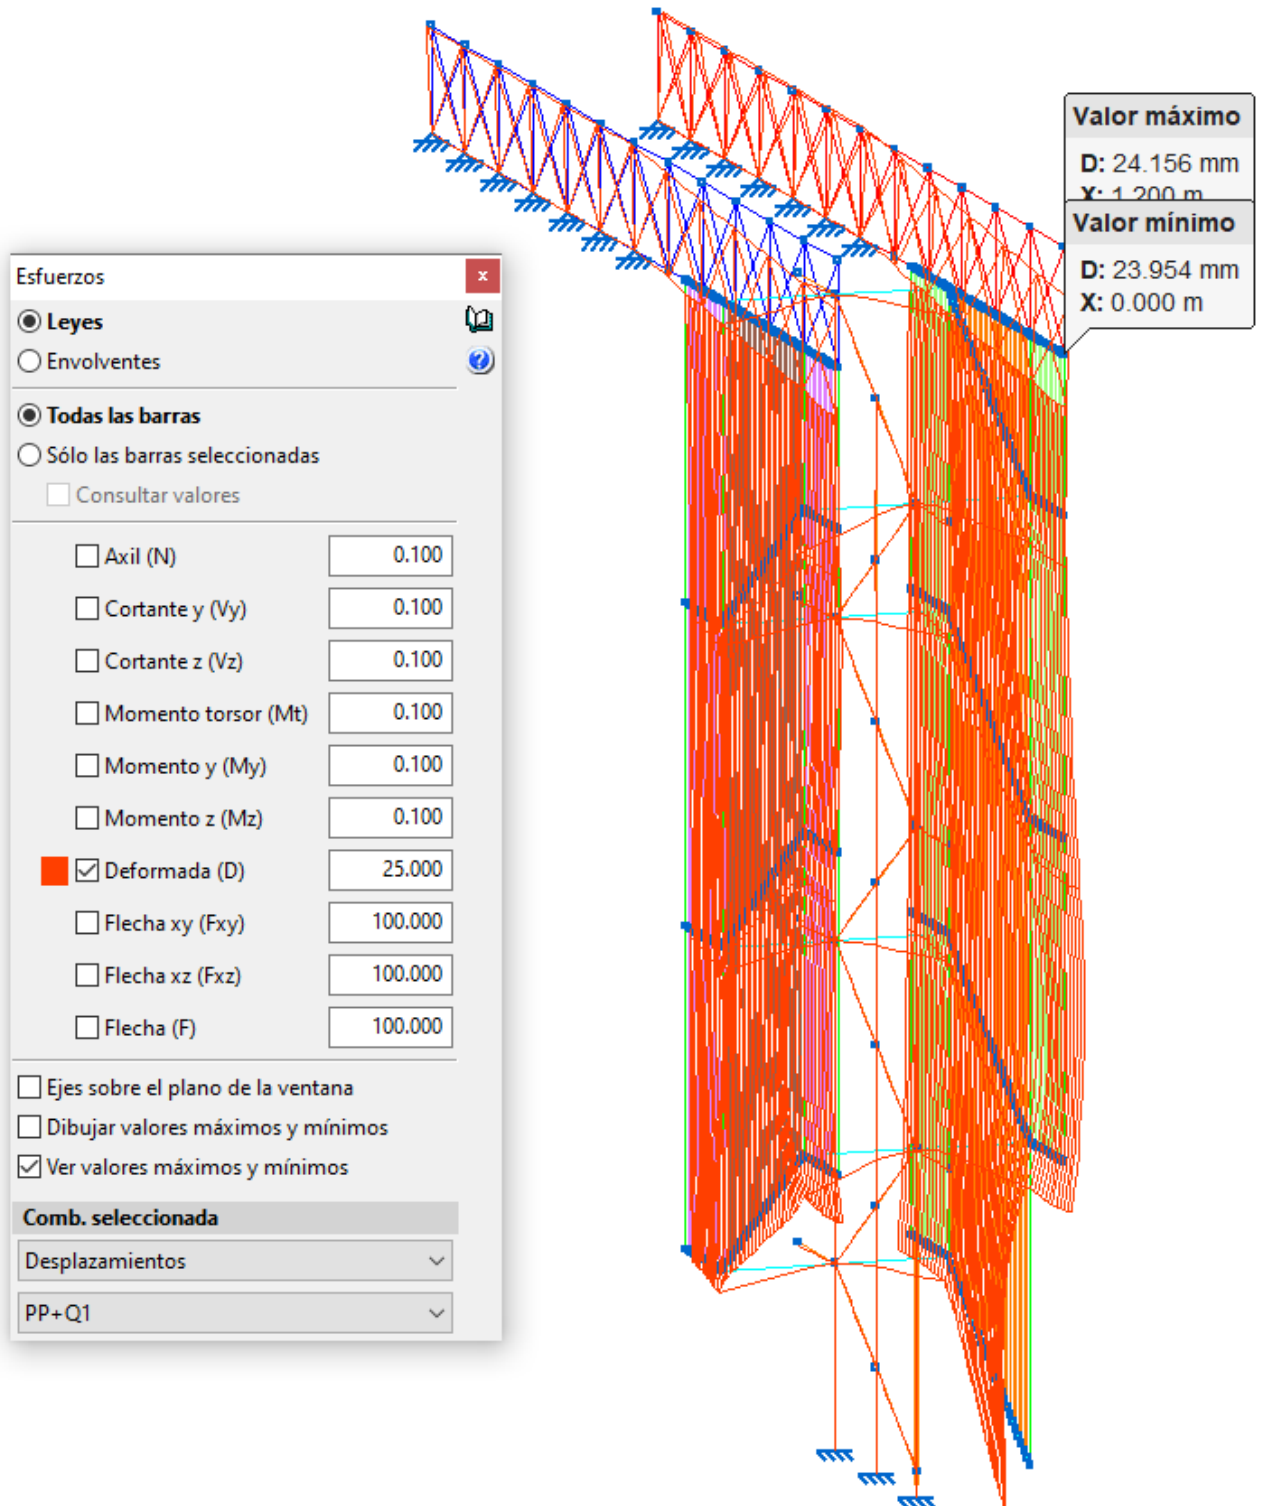 Valor máximo
D: 24.156 mm
X: 1.200 m
Valor mínimo
D: 23.954 mm
X: 0.000 m
Esfuerzos
x
Leyes
Envolventes
?
Todas las barras
Sólo las barras seleccionadas
Consultar valores
Axil (N) 0.100
Cortante y (Vy) 0.100
Cortante z (Vz) 0.100
Momento torsor (Mt) 0.100
Momento y (My) 0.100
Momento z (Mz) 0.100
Deformada (D) 25.000
Flecha xy (Fxy) 100.000
Flecha xz (Fxz) 100.000
Flecha (F) 100.000
Ejes sobre el plano de la ventana
Dibujar valores máximos y mínimos
Ver valores máximos y mínimos
Comb. seleccionada
Desplazamientos
PP+Q1